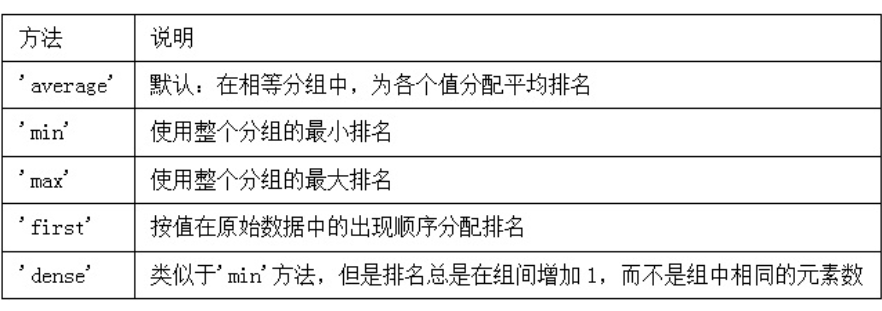 方法 说明
'average' 默认：在相等分组中，为各个值分配平均排名
'min' 使用整个分组的最小排名
'max' 使用整个分组的最大排名
'first' 按值在原始数据中的出现顺序分配排名
'dense' 类似于'min'方法，但是排名总是在组间增加1，而不是组中相同的元素数